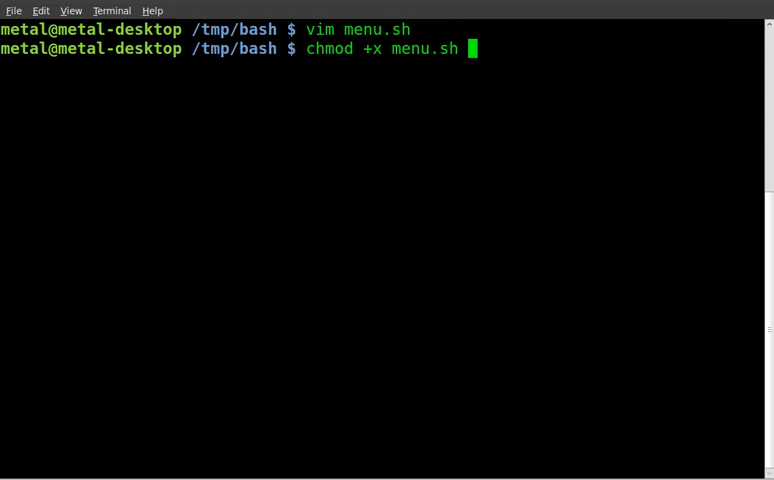 File Edit View Terminal Help
metal@metal-desktop /tmp/bash $ vim menu.sh
metal@metal-desktop /tmp/bash $ chmod +x menu.sh